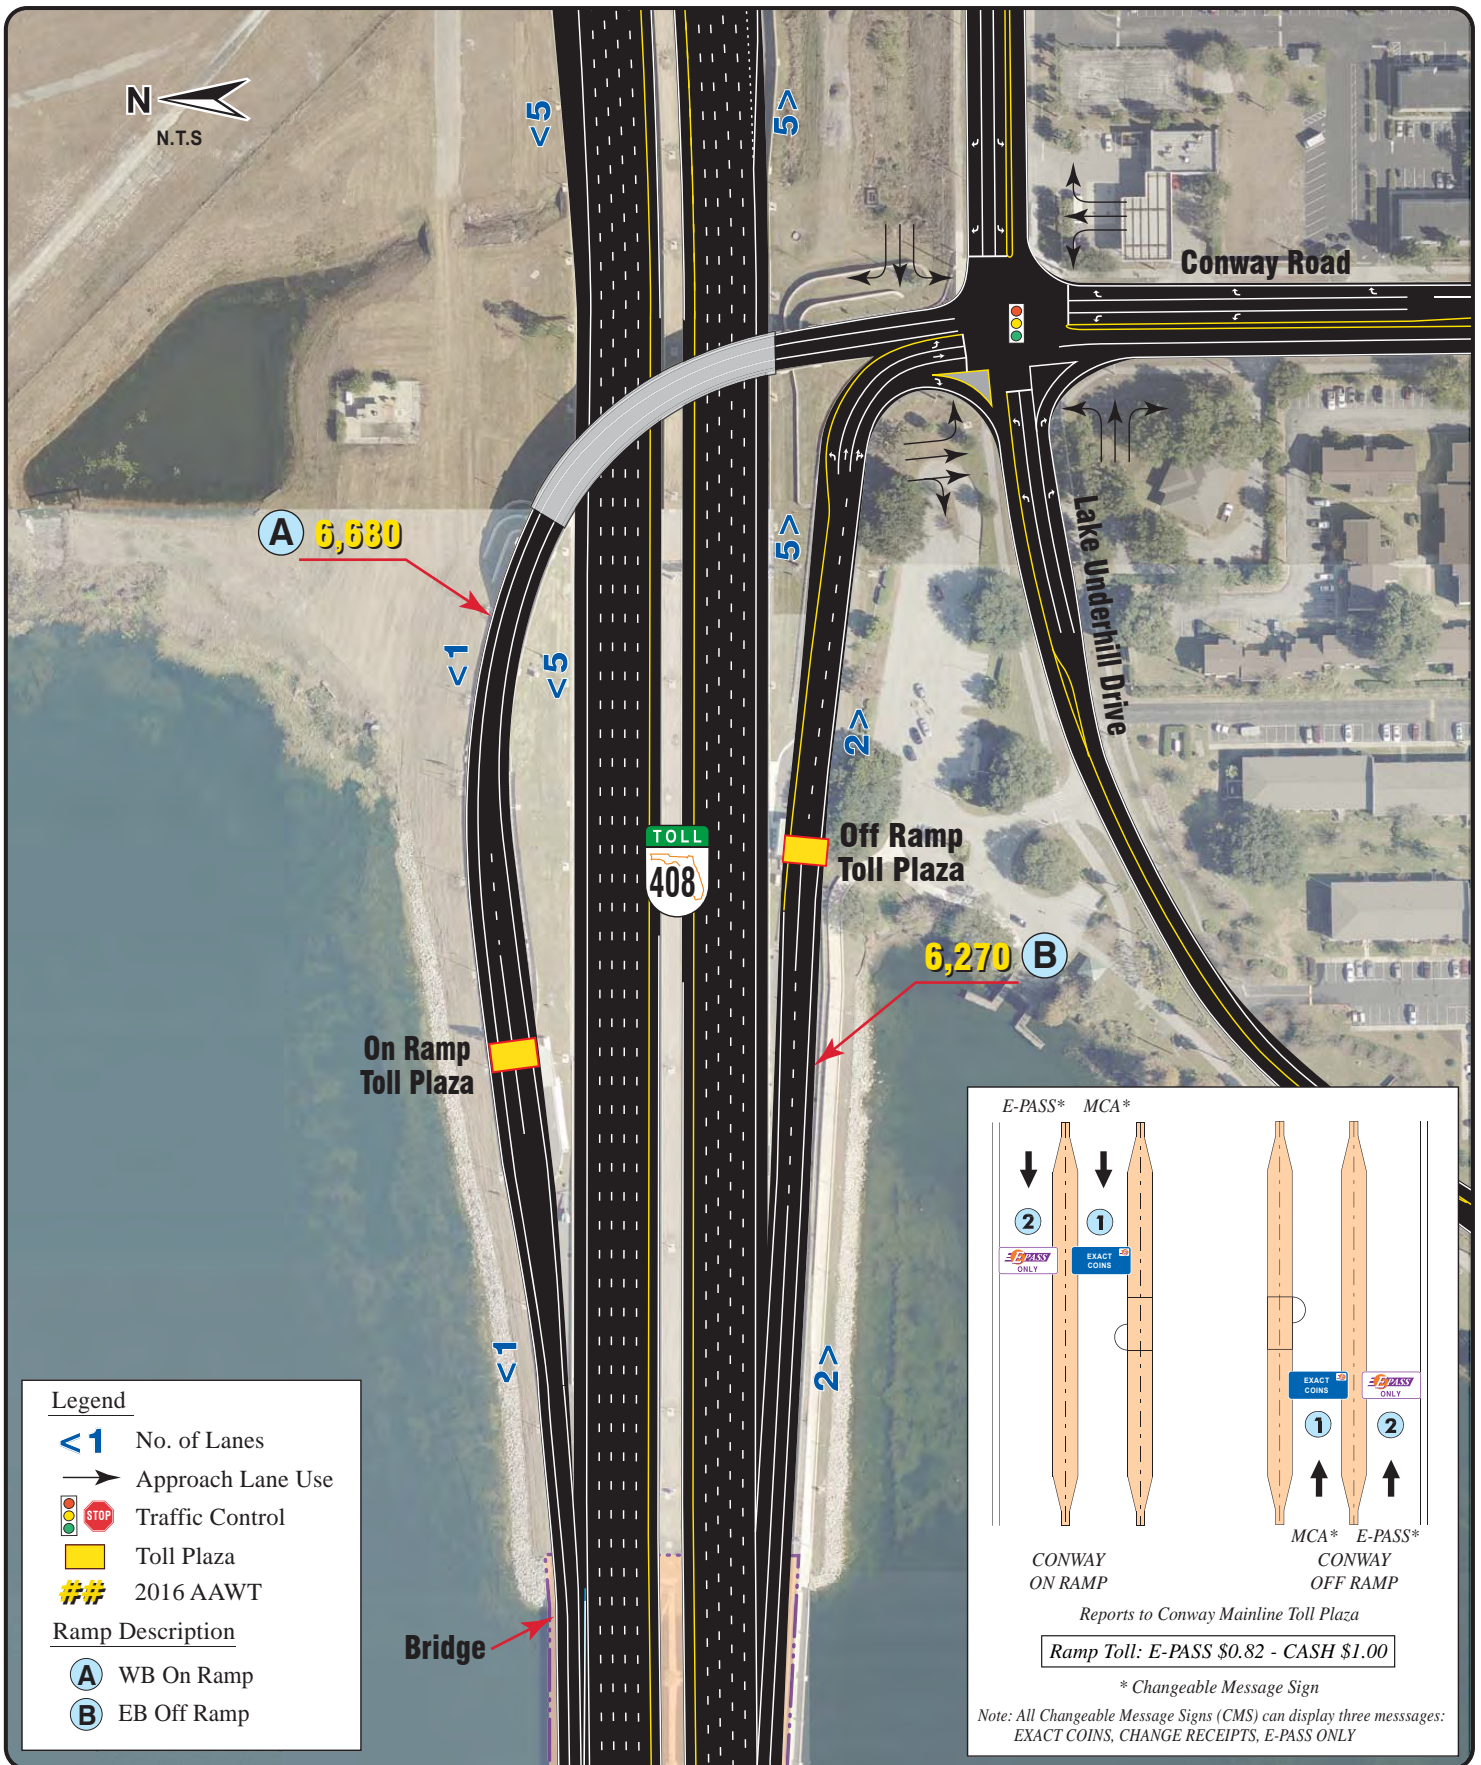 N
N.T.S
<5
5>
Conway Road
A 6,680
5>
<1
<5
Lake Underhill Drive
2>
TOLL
408
Off Ramp
Toll Plaza
6,270 B
On Ramp
Toll Plaza
<1
2>
Bridge
Legend
<1 No. of Lanes
Approach Lane Use
STOP Traffic Control
Toll Plaza
## 2016 AAWT
Ramp Description
A WB On Ramp
B EB Off Ramp
E-PASS* MCA*
2 1
E-PASS
ONLY
EXACT
COINS
EXACT
COINS
E-PASS
ONLY
1 2
MCA* E-PASS*
CONWAY
ON RAMP
CONWAY
OFF RAMP
Reports to Conway Mainline Toll Plaza
Ramp Toll: E-PASS $0.82 - CASH $1.00
* Changeable Message Sign
Note: All Changeable Message Signs (CMS) can display three messsages:
EXACT COINS, CHANGE RECEIPTS, E-PASS ONLY